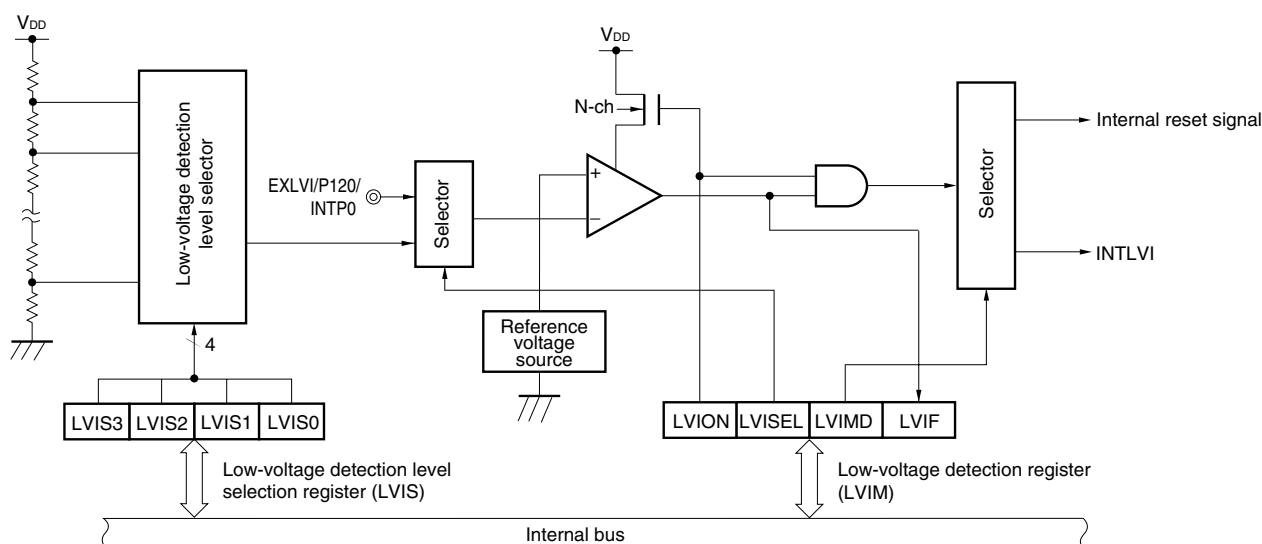 VDD
Low-voltage detection
level selector
4
LVIS3
LVIS2
LVIS1
LVIS0
Low-voltage detection level
selection register (LVIS)
EXLVI/P120/
INTP0
Selector
VDD
N-ch
+
−
Reference
voltage
source
Selector
Internal reset signal
INTLVI
LVION
LVISEL
LVIMD
LVIF
Low-voltage detection register
(LVIM)
Internal bus